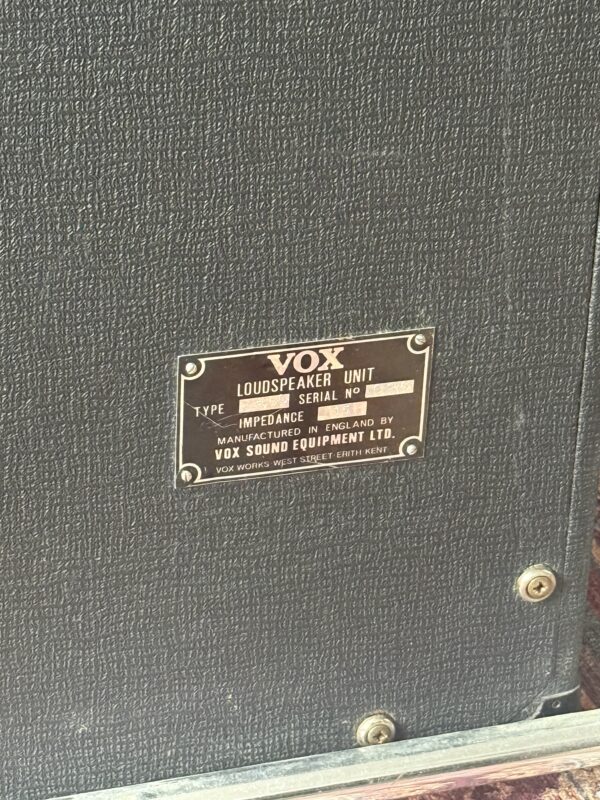 VOX
LOUDSPEAKER UNIT
TYPE SERIAL Nº
IMPEDANCE
MANUFACTURED IN ENGLAND BY
VOX SOUND EQUIPMENT LTD.
VOX WORKS WEST STREET ERITH KENT